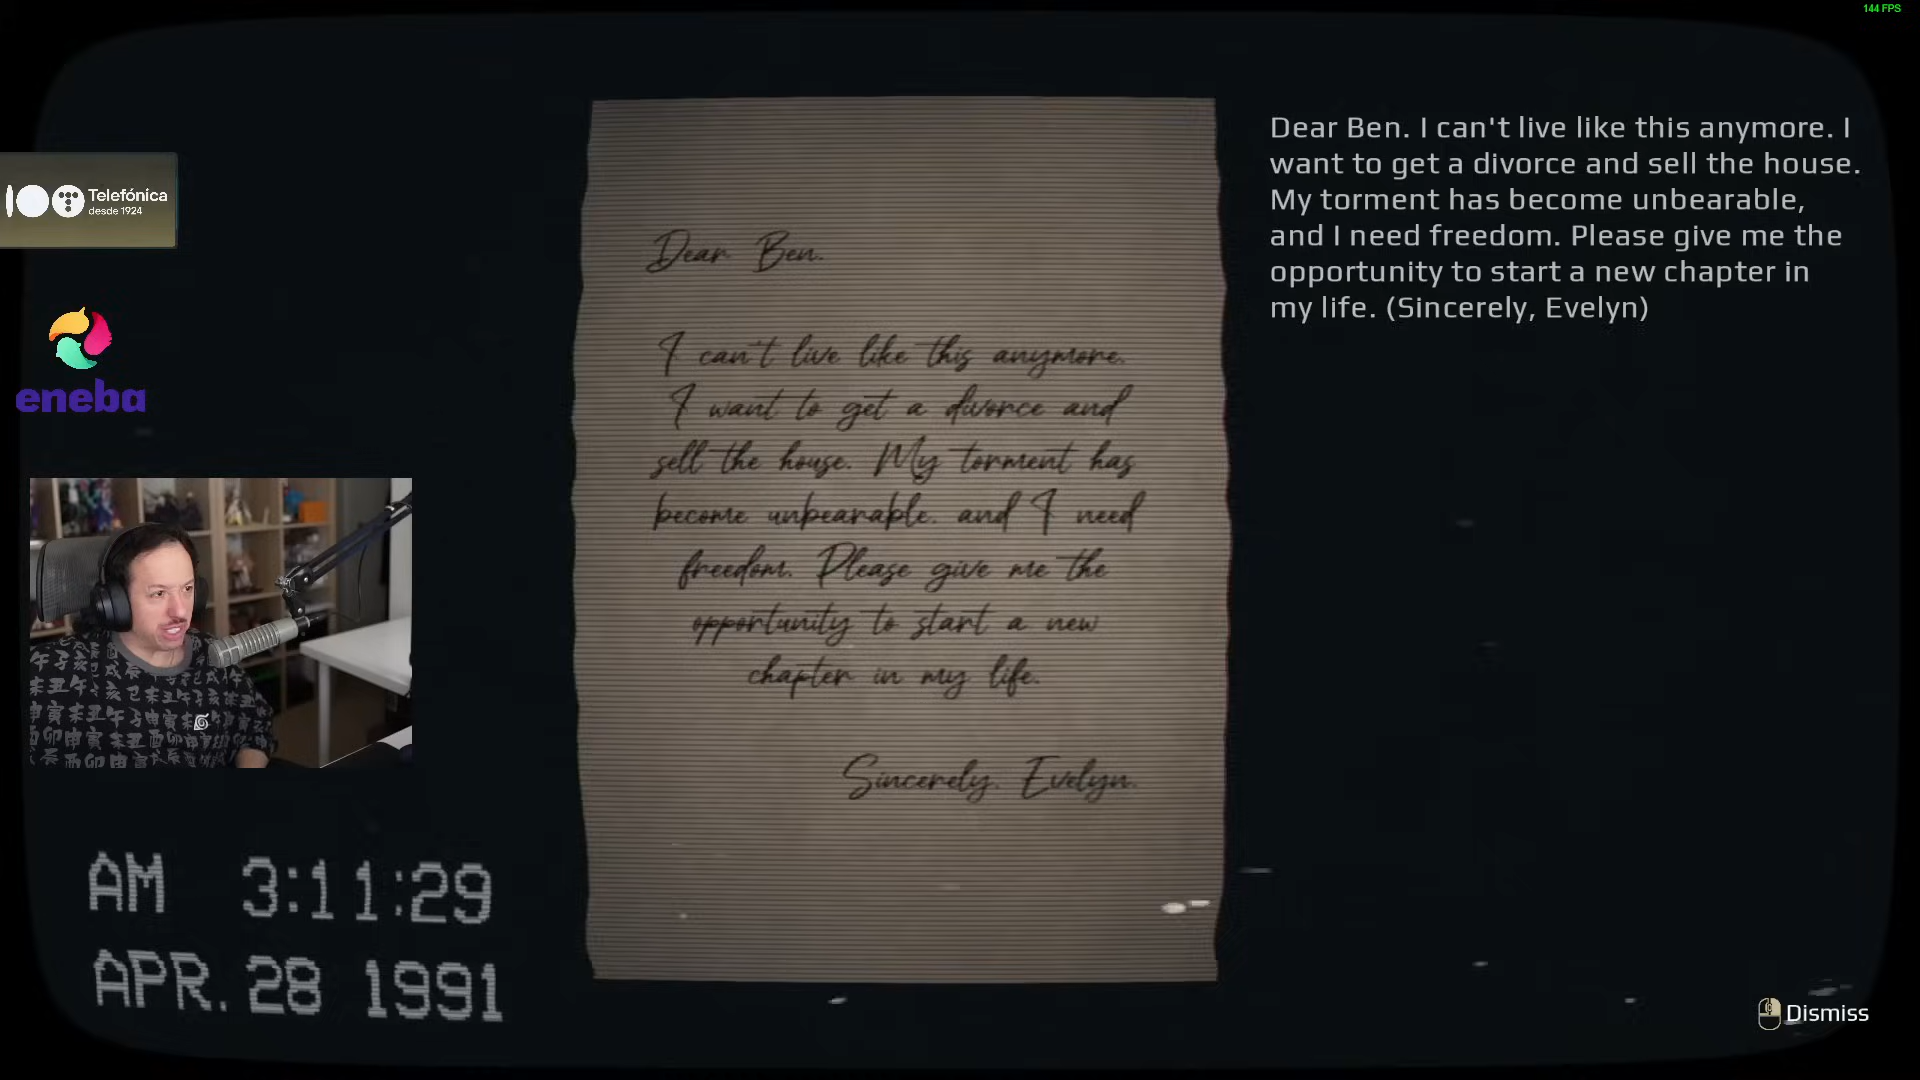 144 FPS
Telefónica
desde 1924
eneba
Dear Ben.
I can't live like this anymore.
I want to get a divorce and
sell the house. My torment has
become unbearable. and I need
freedom. Please give me the
opportunity to start a new
chapter in my life.
Sincerely. Evelyn.
Dear Ben. I can't live like this anymore. I
want to get a divorce and sell the house.
My torment has become unbearable,
and I need freedom. Please give me the
opportunity to start a new chapter in
my life. (Sincerely, Evelyn)
AM 3:11:29
APR. 28 1991
Dismiss